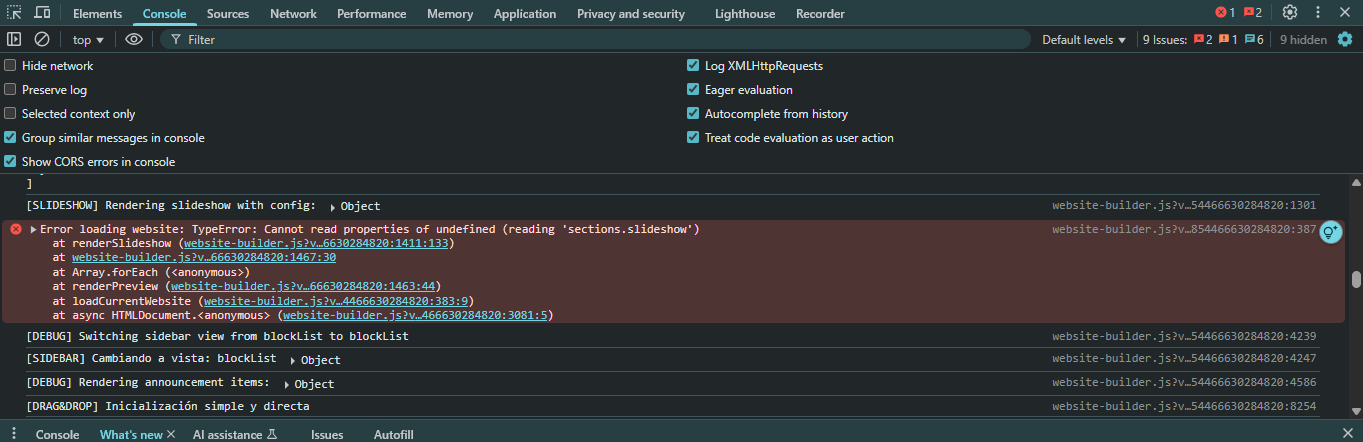 Elements Console Sources Network Performance Memory Application Privacy and security Lighthouse Recorder 1 2
top Filter Default levels 9 Issues: 2 1 6 9 hidden
Hide network Log XMLHttpRequests
Preserve log Eager evaluation
Selected context only Autocomplete from history
Group similar messages in console Treat code evaluation as user action
Show CORS errors in console
]
[SLIDESHOW] Rendering slideshow with config: Object website-builder.js?v…54466630284820:1301
Error loading website: TypeError: Cannot read properties of undefined (reading 'sections.slideshow') website-builder.js?v…854466630284820:387
at renderSlideshow (website-builder.js?v…6630284820:1411:133)
at website-builder.js?v…66630284820:1467:30
at Array.forEach (<anonymous>)
at renderPreview (website-builder.js?v…6630284820:1463:44)
at loadCurrentWebsite (website-builder.js?v…4466630284820:383:9)
at async HTMLDocument.<anonymous> (website-builder.js?v…466630284820:3081:5)
[DEBUG] Switching sidebar view from blockList to blockList website-builder.js?v…54466630284820:4239
[SIDEBAR] Cambiando a vista: blockList Object website-builder.js?v…54466630284820:4247
[DEBUG] Rendering announcement items: Object website-builder.js?v…54466630284820:4586
[DRAG&DROP] Inicialización simple y directa website-builder.js?v…54466630284820:8254
Console What's new AI assistance Issues Autofill